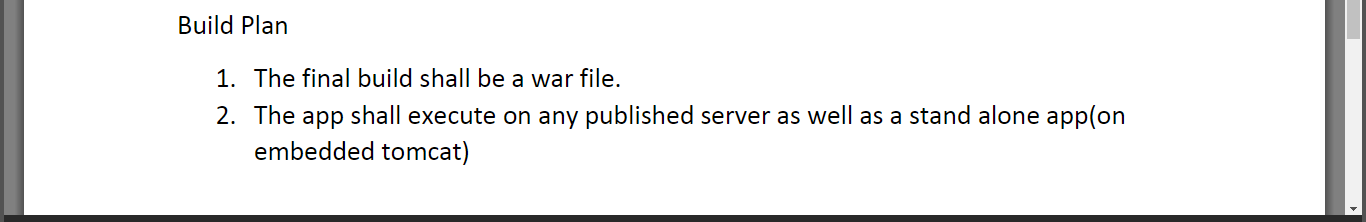 Build Plan
1. The final build shall be a war file.
2. The app shall execute on any published server as well as a stand alone app(on
embedded tomcat)